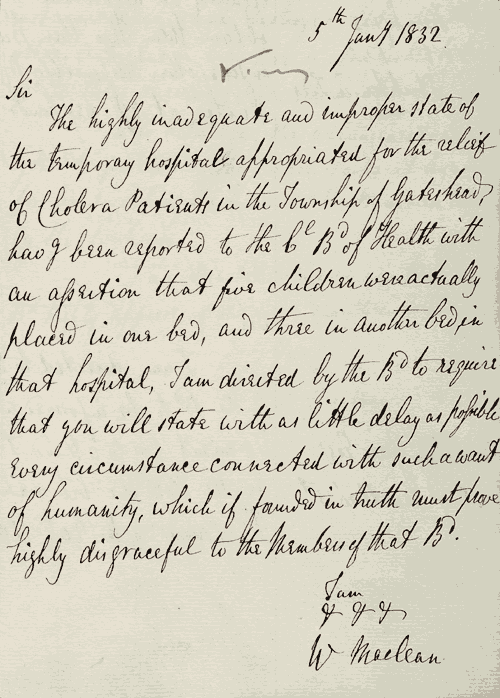 5th Jany 1832
Sir
The highly inadequate and improper state of
the temporary hospital appropriated for the relief
of Cholera Patients in the Township of Gateshead,
havg been reported to the Cl Bd of Health with
an assertion that five children were actually
placed in one bed, and three in another bed in
that hospital, I am directed by the Bd to require
that you will state with as little delay as possible
every circumstance connected with such a want
of humanity, which if founded in truth must prove
highly disgraceful to the Members of that Bd.
I am
& & &
W Maclean